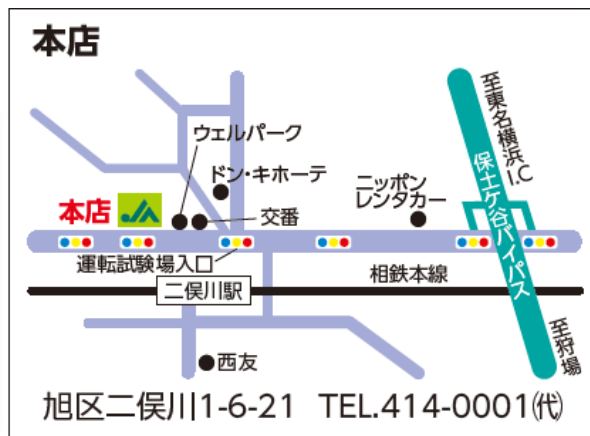 本店
至東名横浜I.C
ウェルパーク
ドン・キホーテ
ニッポン
レンタカー
保土ヶ谷バイパス
本店
JA
交番
運転試験場入口
相鉄本線
二俣川駅
至狩場
西友
旭区二俣川1-6-21 TEL.414-0001㈹